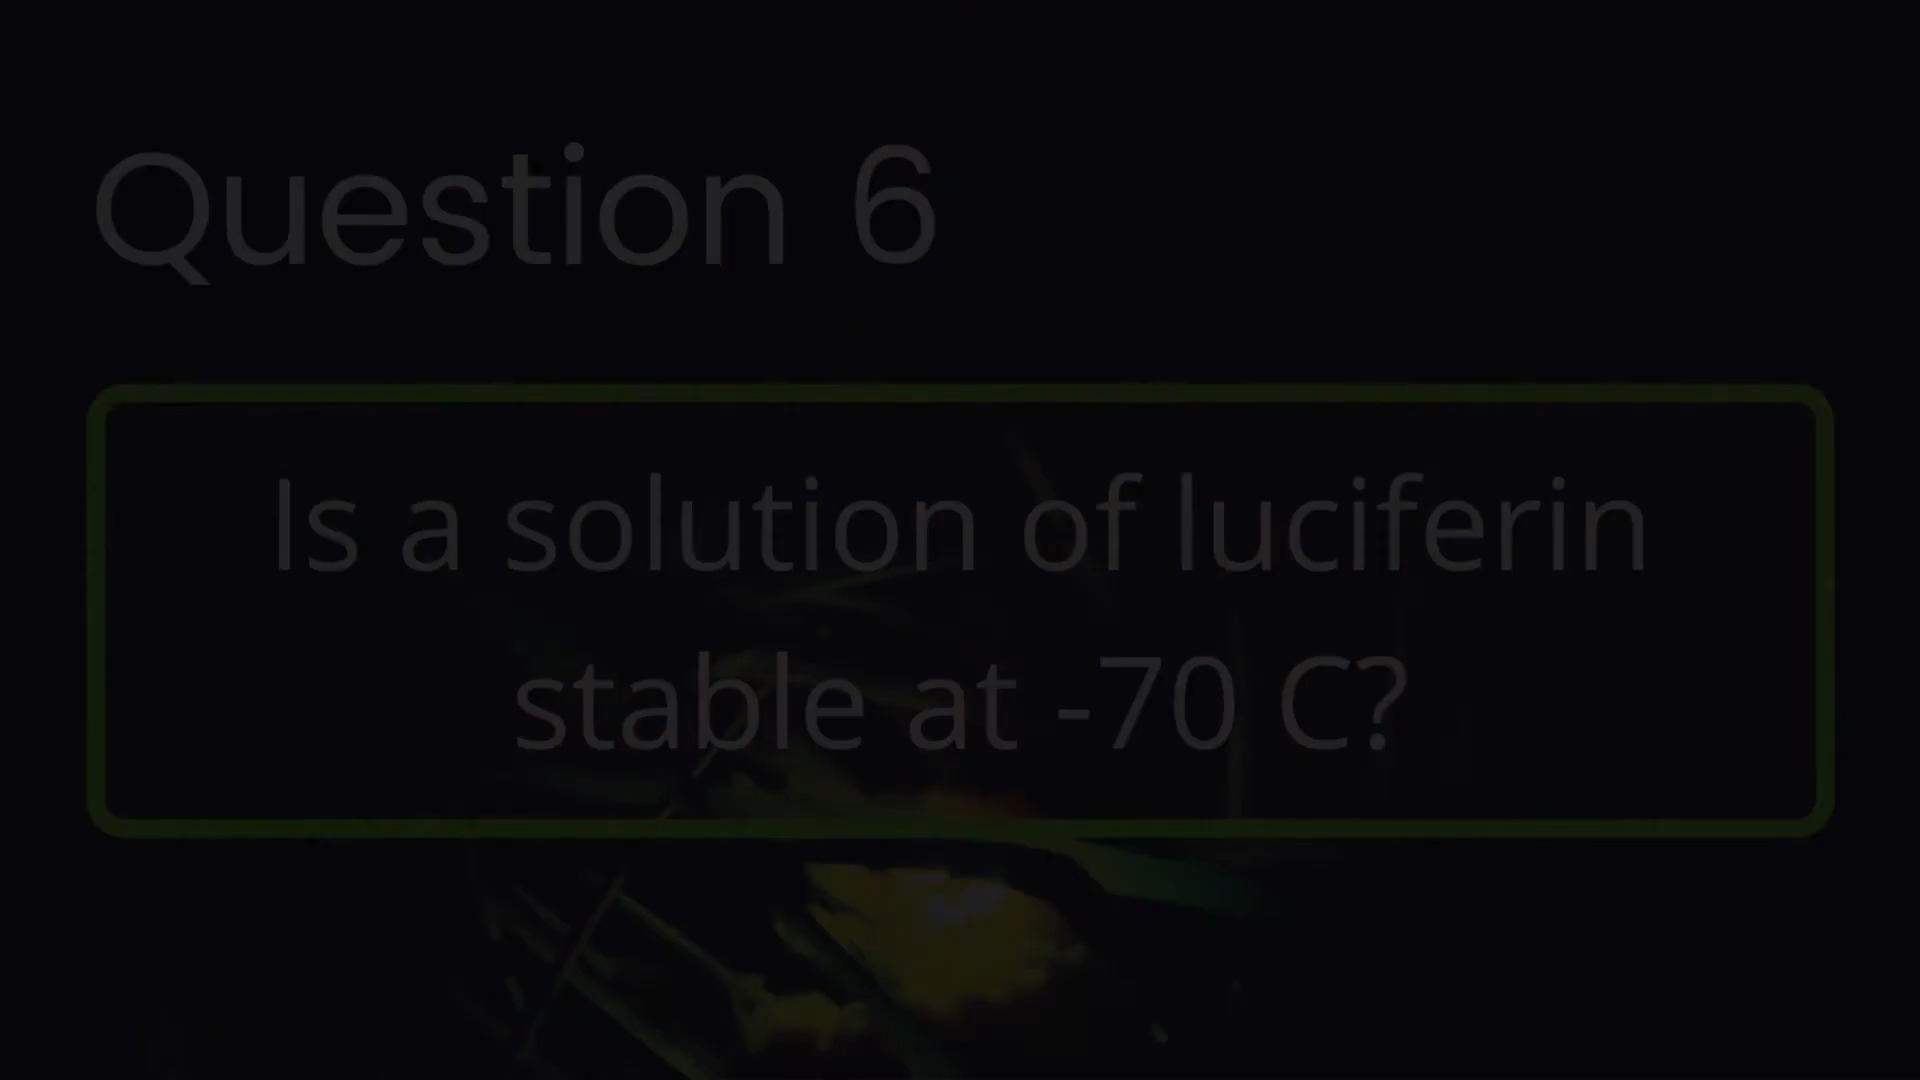 Question 6
Is a solution of luciferin
stable at -70 C?